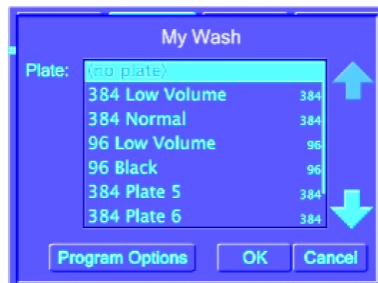 My Wash
Plate: (no plate)
384 Low Volume 384
384 Normal 384
96 Low Volume 96
96 Black 96
384 Plate 5 384
384 Plate 6 384
Program Options OK Cancel